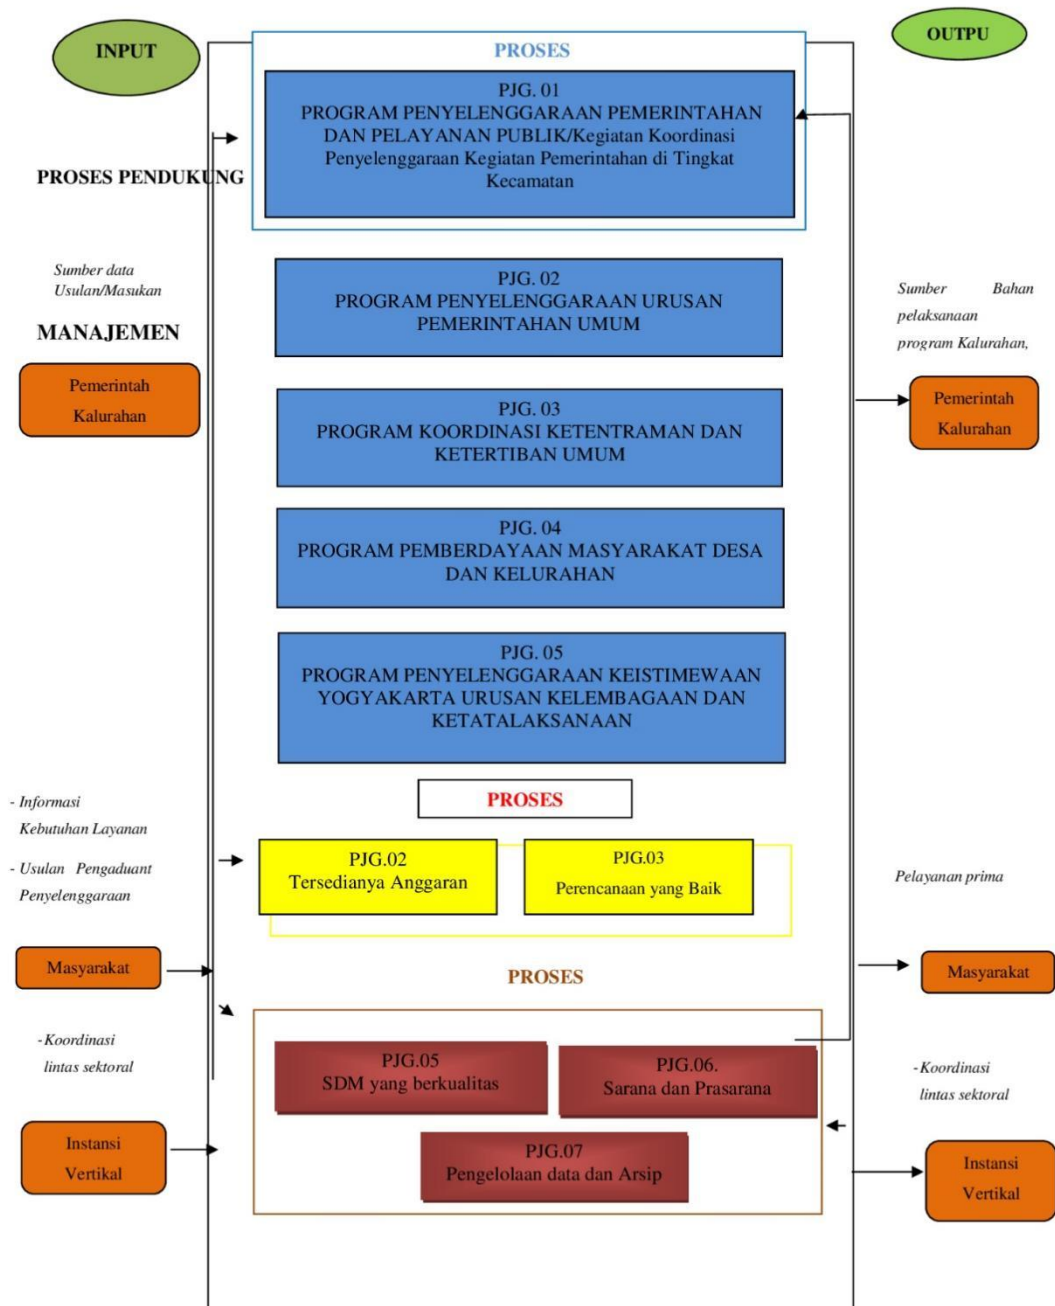 INPUT
PROSES
OUTPU
PJG. 01
PROGRAM PENYELENGGARAAN PEMERINTAHAN
DAN PELAYANAN PUBLIK/Kegiatan Koordinasi
Penyelenggaraan Kegiatan Pemerintahan di Tingkat
Kecamatan
PROSES PENDUKUNG
Sumber data
Usulan/Masukan
MANAJEMEN
Pemerintah
Kalurahan
PJG. 02
PROGRAM PENYELENGGARAAN URUSAN
PEMERINTAHAN UMUM
Sumber Bahan
pelaksanaan
program Kalurahan,
Pemerintah
Kalurahan
PJG. 03
PROGRAM KOORDINASI KETENTRAMAN DAN
KETERTIBAN UMUM
PJG. 04
PROGRAM PEMBERDAYAAN MASYARAKAT DESA
DAN KELURAHAN
PJG. 05
PROGRAM PENYELENGGARAAN KEISTIMEWAAN
YOGYAKARTA URUSAN KELEMBAGAAN DAN
KETATALAKSANAAN
PROSES
- Informasi
Kebutuhan Layanan
- Usulan Pengaduant
Penyelenggaraan
PJG.02
Tersedianya Anggaran
PJG.03
Perencanaan yang Baik
Pelayanan prima
Masyarakat
PROSES
Masyarakat
- Koordinasi
lintas sektoral
PJG.05
SDM yang berkualitas
PJG.06.
Sarana dan Prasarana
- Koordinasi
lintas sektoral
Instansi
Vertikal
PJG.07
Pengelolaan data dan Arsip
Instansi
Vertikal